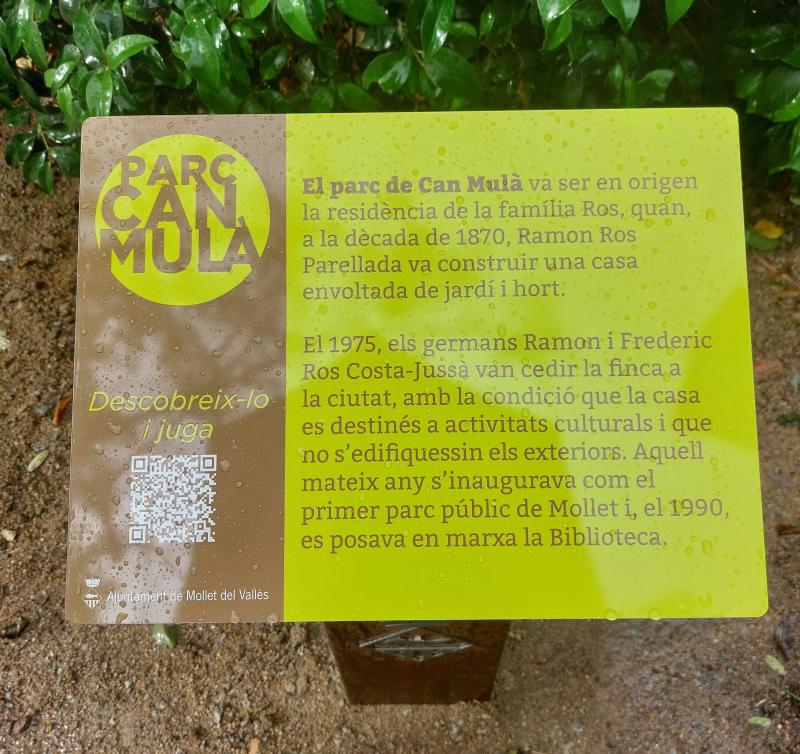 PARC
CAN
MULÀ
Descobreix-lo
i juga
Ajuntament de Mollet del Vallès
El parc de Can Mulà va ser en origen
la residència de la família Ros, quan,
a la dècada de 1870, Ramon Ros
Parellada va construir una casa
envoltada de jardí i hort.
El 1975, els germans Ramon i Frederic
Ros Costa-Jussà van cedir la finca a
la ciutat, amb la condició que la casa
es destinés a activitats culturals i que
no s'edifiquessin els exteriors. Aquell
mateix any s'inaugurava com el
primer parc públic de Mollet i, el 1990,
es posava en marxa la Biblioteca.